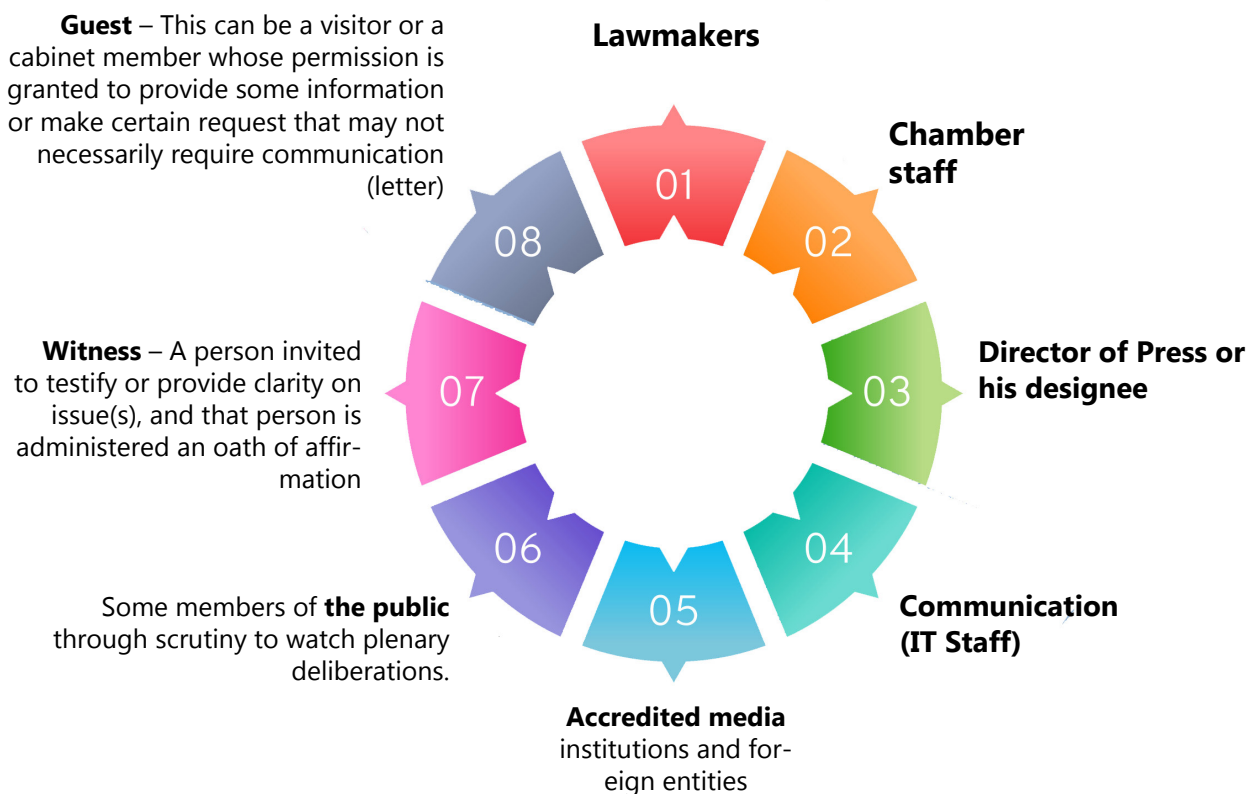 Lawmakers
01
Chamber
staff
02
Director of Press or
his designee
03
Communication
(IT Staff)
04
Accredited media
institutions and for-
eign entities
05
Some members of the public
through scrutiny to watch plenary
deliberations.
06
Witness – A person invited
to testify or provide clarity on
issue(s), and that person is
administered an oath of affir-
mation
07
Guest – This can be a visitor or a
cabinet member whose permission is
granted to provide some information
or make certain request that may not
necessarily require communication
(letter)
08